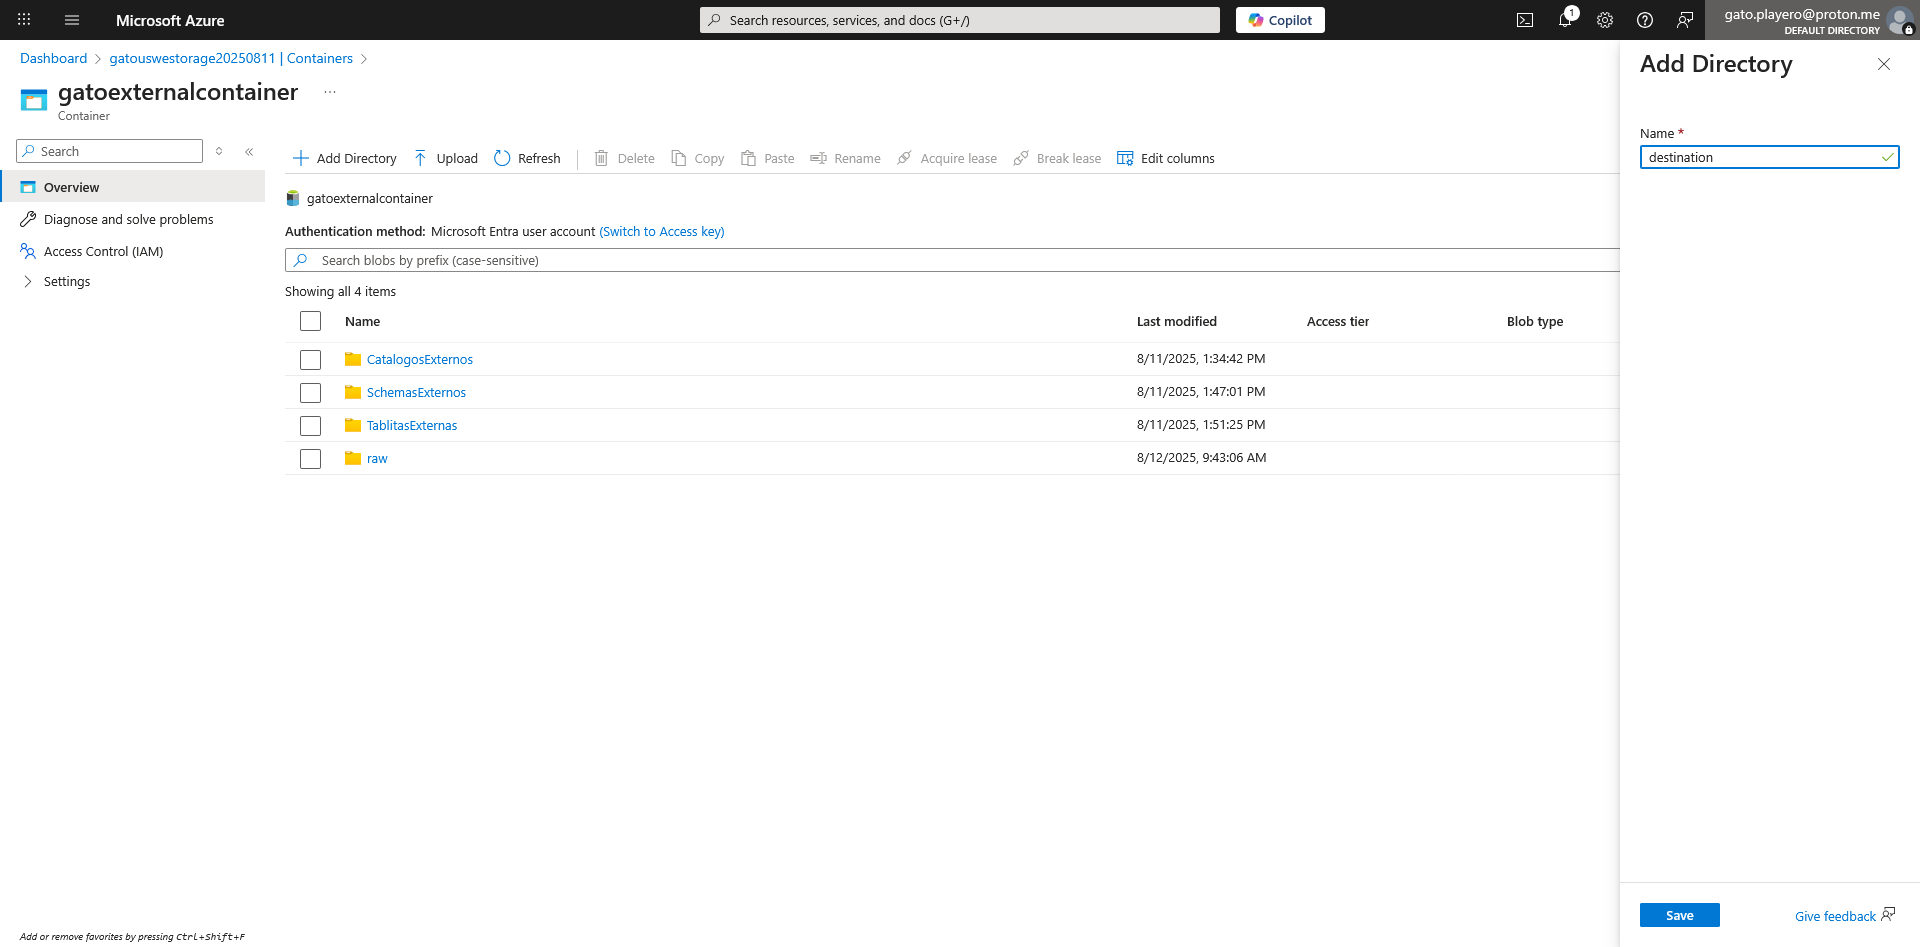 Microsoft Azure
Search resources, services, and docs (G+/)
Copilot
1
gato.playero@proton.me
DEFAULT DIRECTORY
Dashboard > gatouswestorage20250811 | Containers >
gatoexternalcontainer ...
Container
Search
Overview
Diagnose and solve problems
Access Control (IAM)
Settings
Add Directory Upload Refresh Delete Copy Paste Rename Acquire lease Break lease Edit columns
gatoexternalcontainer
Authentication method: Microsoft Entra user account (Switch to Access key)
Search blobs by prefix (case-sensitive)
Showing all 4 items
Name Last modified Access tier Blob type
CatalogosExternos 8/11/2025, 1:34:42 PM
SchemasExternos 8/11/2025, 1:47:01 PM
TablitasExternas 8/11/2025, 1:51:25 PM
raw 8/12/2025, 9:43:06 AM
Add or remove favorites by pressing Ctrl+Shift+F
Add Directory
Name *
destination
Save
Give feedback